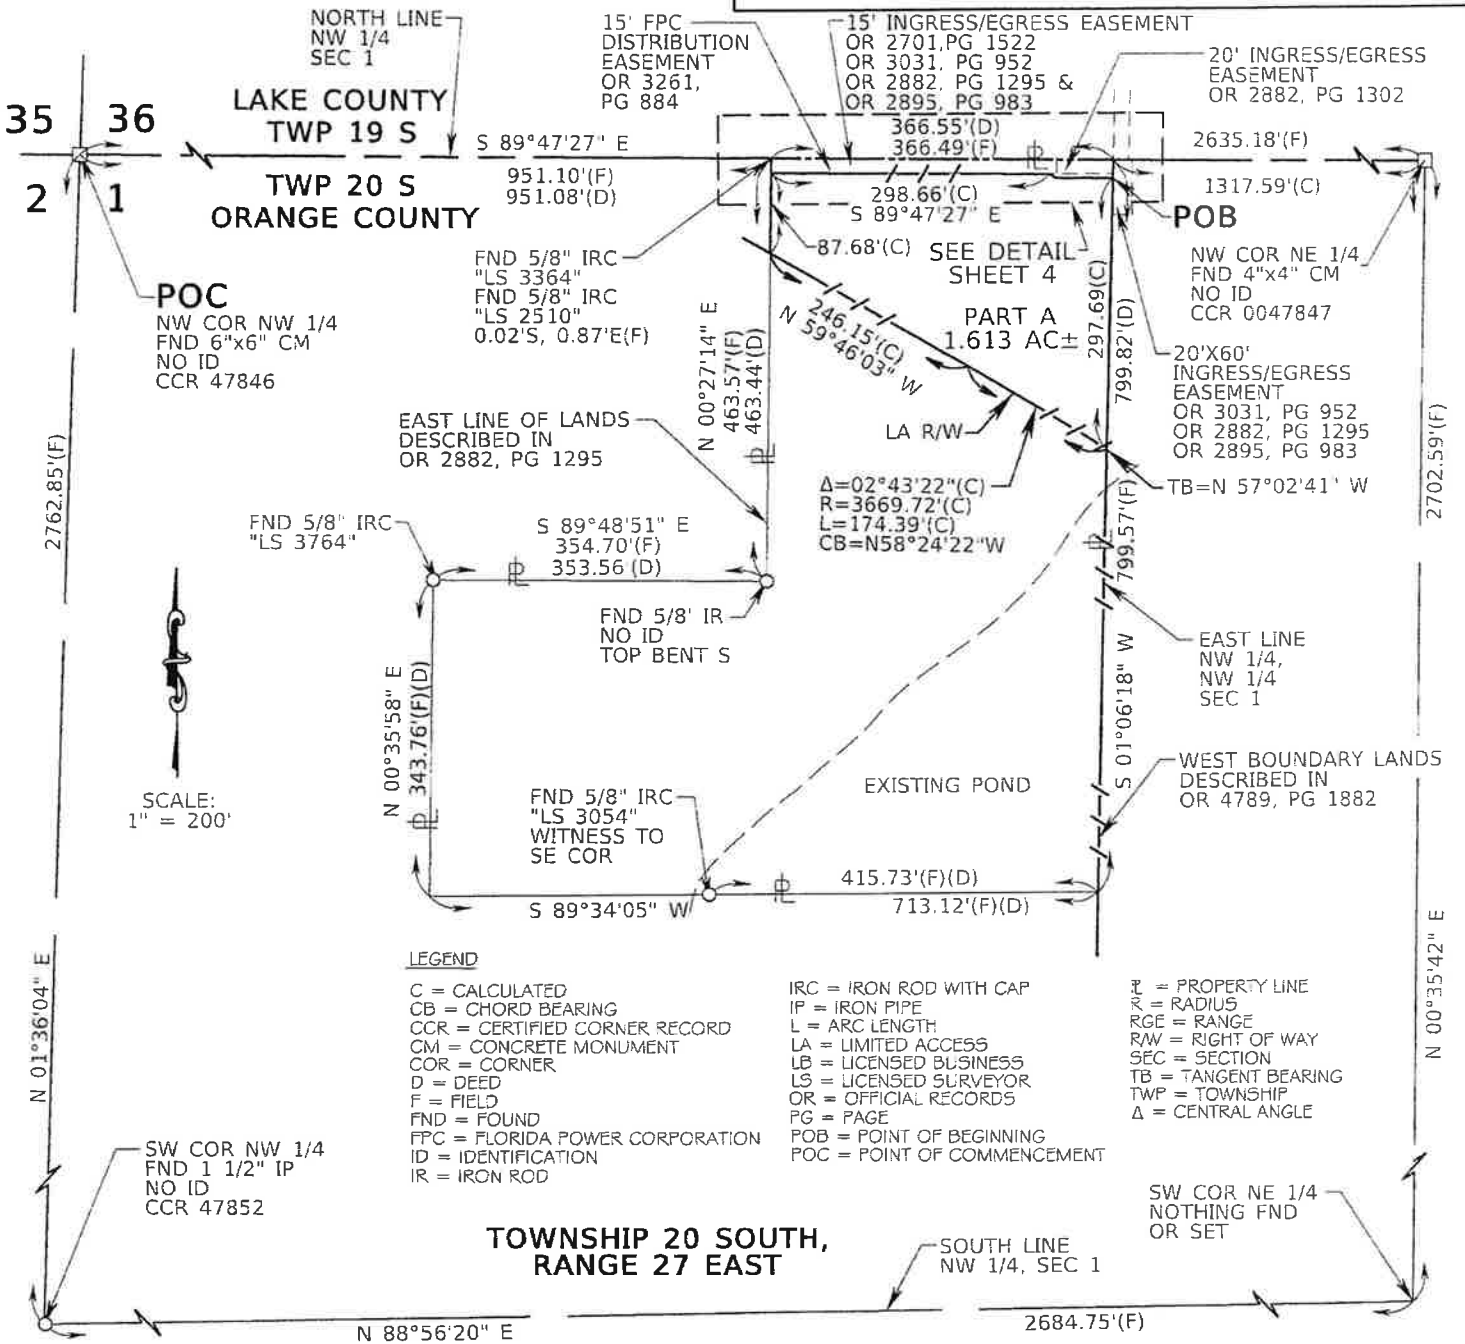 NORTH LINE
NW 1/4
SEC 1
15' FPC
DISTRIBUTION
EASEMENT
OR 3261,
PG 884
15' INGRESS/EGRESS EASEMENT
OR 2701,PG 1522
OR 3031, PG 952
OR 2882, PG 1295 &
OR 2895, PG 983
20' INGRESS/EGRESS
EASEMENT
OR 2882, PG 1302
35
36
LAKE COUNTY
TWP 19 S
S 89°47'27" E
366.55'(D)
366.49'(F)
2635.18'(F)
2
1
TWP 20 S
ORANGE COUNTY
951.10'(F)
951.08'(D)
298.66'(C)
S 89°47'27" E
1317.59'(C)
POB
POC
NW COR NW 1/4
FND 6"x6" CM
NO ID
CCR 47846
FND 5/8" IRC
"LS 3364"
FND 5/8" IRC
"LS 2510"
0.02'S, 0.87'E(F)
87.68'(C)
SEE DETAIL
SHEET 4
NW COR NE 1/4
FND 4"x4" CM
NO ID
CCR 0047847
246.15'(C)
N 59°46'03" W
PART A
1.613 AC±
297.69(C)
799.82'(D)
20'X60'
INGRESS/EGRESS
EASEMENT
OR 3031, PG 952
OR 2882, PG 1295
OR 2895, PG 983
N 00°27'14" E
463.57'(F)
463.44'(D)
EAST LINE OF LANDS
DESCRIBED IN
OR 2882, PG 1295
LA R/W
2762.85'(F)
2702.59'(F)
Δ=02°43'22"(C)
R=3669.72'(C)
L=174.39'(C)
CB=N58°24'22"W
TB=N 57°02'41" W
FND 5/8" IRC
"LS 3764"
S 89°48'51" E
354.70'(F)
353.56'(D)
799.57'(F)
FND 5/8' IR
NO ID
TOP BENT S
EAST LINE
NW 1/4,
NW 1/4
SEC 1
N 00°35'58" E
343.76'(F)(D)
S 01°06'18" W
SCALE:
1" = 200'
FND 5/8" IRC
"LS 3054"
WITNESS TO
SE COR
EXISTING POND
WEST BOUNDARY LANDS
DESCRIBED IN
OR 4789, PG 1882
415.73'(F)(D)
S 89°34'05" W
713.12'(F)(D)
N 01°36'04" E
N 00°35'42" E
LEGEND
C = CALCULATED
CB = CHORD BEARING
CCR = CERTIFIED CORNER RECORD
CM = CONCRETE MONUMENT
COR = CORNER
D = DEED
F = FIELD
FND = FOUND
FPC = FLORIDA POWER CORPORATION
ID = IDENTIFICATION
IR = IRON ROD
IRC = IRON ROD WITH CAP
IP = IRON PIPE
L = ARC LENGTH
LA = LIMITED ACCESS
LB = LICENSED BUSINESS
LS = LICENSED SURVEYOR
OR = OFFICIAL RECORDS
PG = PAGE
POB = POINT OF BEGINNING
POC = POINT OF COMMENCEMENT
PL = PROPERTY LINE
R = RADIUS
RGE = RANGE
R/W = RIGHT OF WAY
SEC = SECTION
TB = TANGENT BEARING
TWP = TOWNSHIP
Δ = CENTRAL ANGLE
SW COR NW 1/4
FND 1 1/2" IP
NO ID
CCR 47852
SW COR NE 1/4
NOTHING FND
OR SET
TOWNSHIP 20 SOUTH,
RANGE 27 EAST
SOUTH LINE
NW 1/4, SEC 1
N 88°56'20" E
2684.75'(F)